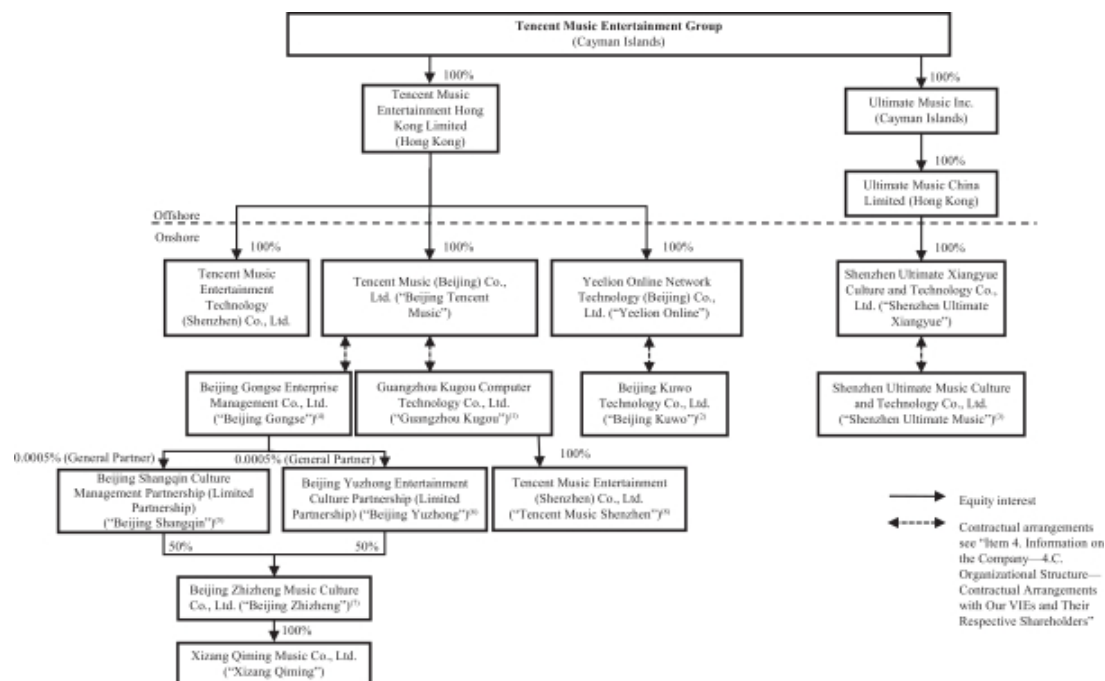 Tencent Music Entertainment Group
(Cayman Islands)
100%
100%
Tencent Music
Entertainment Hong
Kong Limited
(Hong Kong)
Ultimate Music Inc.
(Cayman Islands)
100%
Ultimate Music China
Limited (Hong Kong)
Offshore
Onshore
100%
100%
100%
100%
Tencent Music
Entertainment
Technology
(Shenzhen) Co., Ltd.
Tencent Music (Beijing) Co.,
Ltd. (“Beijing Tencent
Music”)
Yeelion Online Network
Technology (Beijing) Co.,
Ltd. (“Yeelion Online”)
Shenzhen Ultimate Xiangyue
Culture and Technology Co.,
Ltd. (“Shenzhen Ultimate
Xiangyue”)
Beijing Gongse Enterprise
Management Co., Ltd.
(“Beijing Gongse”)(4)
Guangzhou Kugou Computer
Technology Co., Ltd.
(“Guangzhou Kugou”)(1)
Beijing Kuwo
Technology Co., Ltd.
(“Beijing Kuwo”)(2)
Shenzhen Ultimate Music Culture
and Technology Co., Ltd.
(“Shenzhen Ultimate Music”)(3)
0.0005% (General Partner)
0.0005% (General Partner)
100%
Beijing Shangqin Culture
Management Partnership (Limited
Partnership)
(“Beijing Shangqin”)
Beijing Yuzhong Entertainment
Culture Partnership (Limited
Partnership) (“Beijing Yuzhong”)
Tencent Music Entertainment
(Shenzhen) Co., Ltd.
(“Tencent Music Shenzhen”)
50%
50%
Beijing Zhizheng Music Culture
Co., Ltd. (“Beijing Zhizheng”)
100%
Xizang Qiming Music Co., Ltd.
(“Xizang Qiming”)
Equity interest
Contractual arrangements
see “Item 4. Information on
the Company—4.C.
Organizational Structure—
Contractual Arrangements
with Our VIEs and Their
Respective Shareholders”